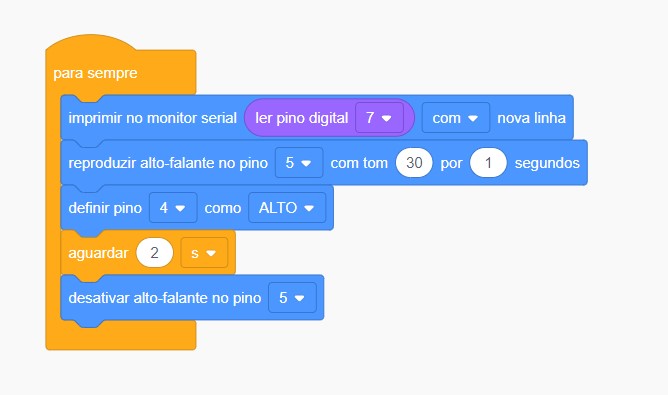 para sempre
imprimir no monitor serial ler pino digital 7 com nova linha
reproduzir alto-falante no pino 5 com tom 30 por 1 segundos
definir pino 4 como ALTO
aguardar 2 s
desativar alto-falante no pino 5